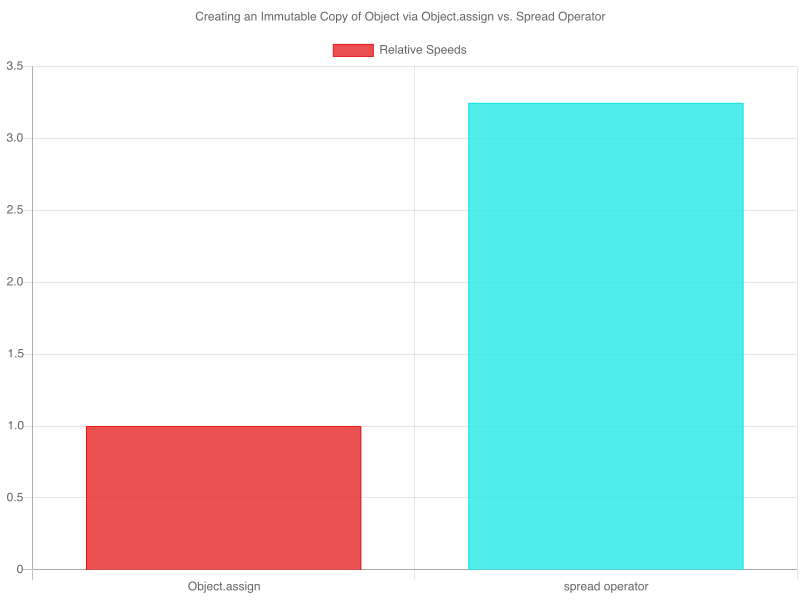 Creating an Immutable Copy of Object via Object.assign vs. Spread Operator
Relative Speeds
3.5
3.0
2.5
2.0
1.5
1.0
0.5
0
Object.assign
spread operator